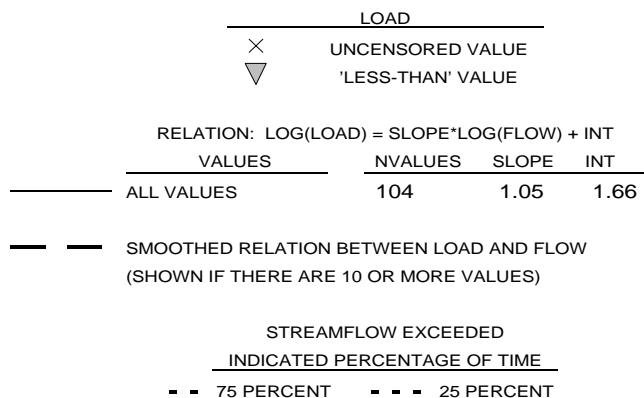 LOAD
UNCENSORED VALUE
'LESS-THAN' VALUE
RELATION: LOG(LOAD) = SLOPE*LOG(FLOW) + INT
VALUES NVALUES SLOPE INT
ALL VALUES 104 1.05 1.66
SMOOTHED RELATION BETWEEN LOAD AND FLOW
(SHOWN IF THERE ARE 10 OR MORE VALUES)
STREAMFLOW EXCEEDED
INDICATED PERCENTAGE OF TIME
75 PERCENT 25 PERCENT